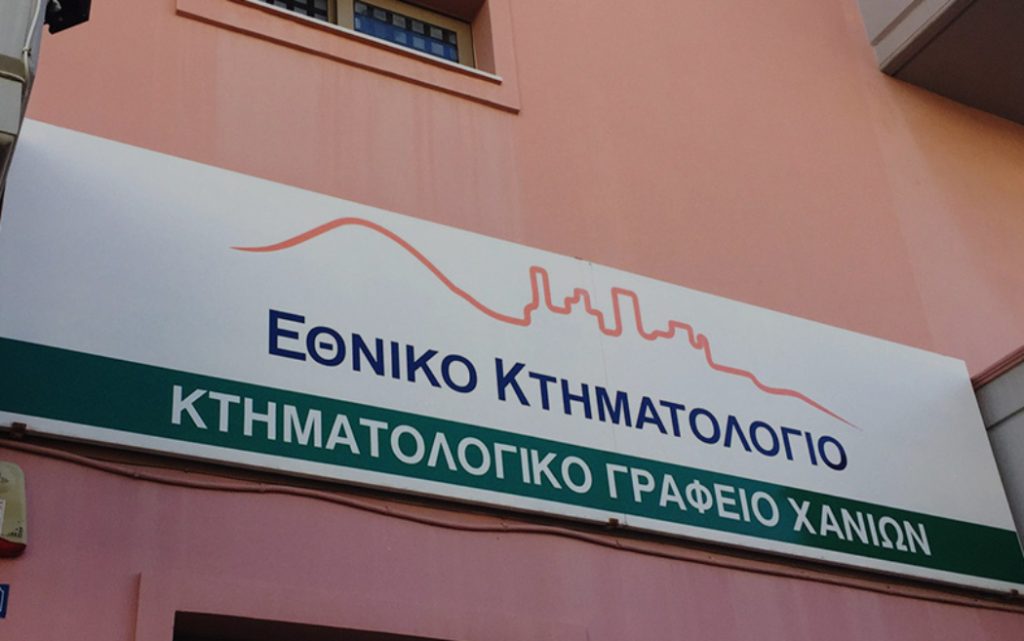 ΕΘΝΙΚΟ ΚΤΗΜΑΤΟΛΟΓΙΟ
ΚΤΗΜΑΤΟΛΟΓΙΚΟ ΓΡΑΦΕΙΟ ΧΑΝΙΩΝ